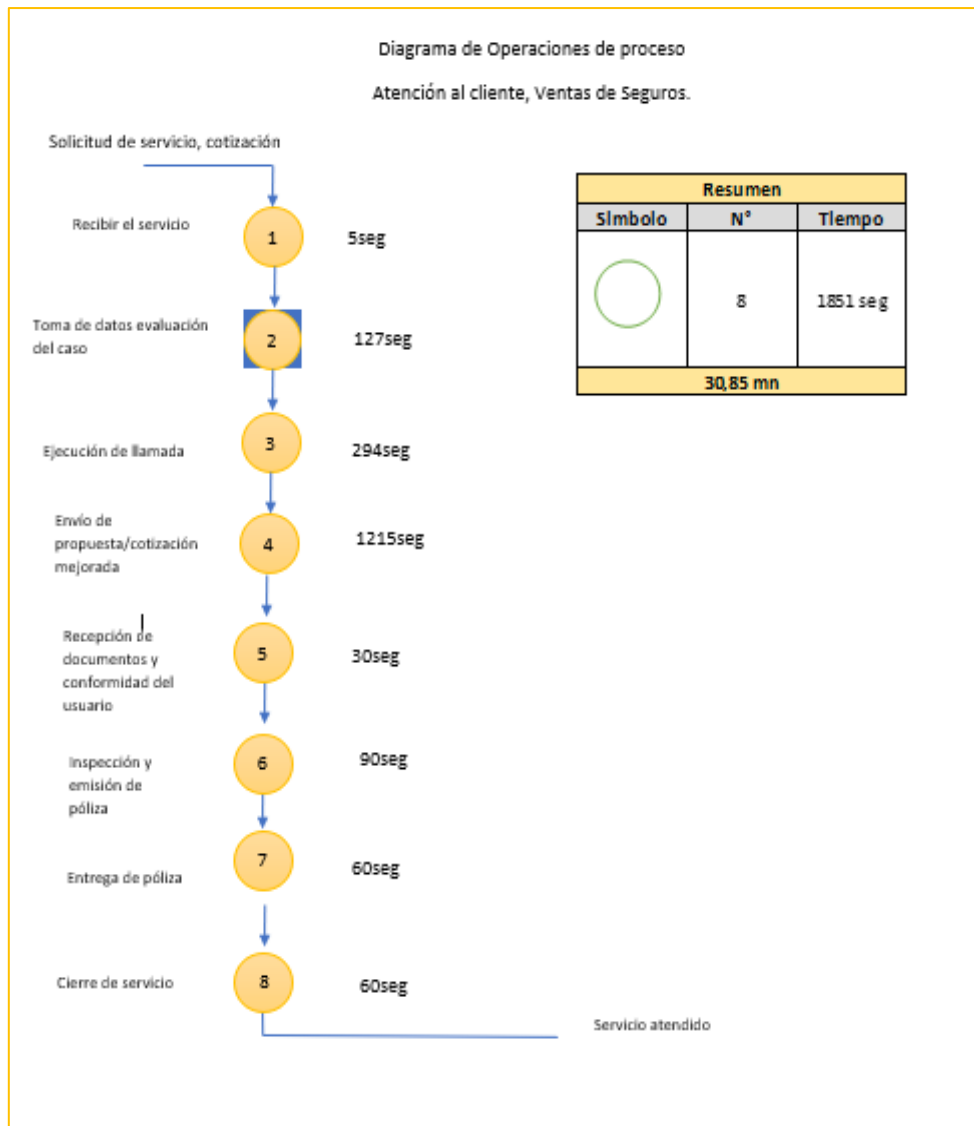 Diagrama de Operaciones de proceso
Atención al cliente, Ventas de Seguros.
Solicitud de servicio, cotización
Resumen
Símbolo N° Tiempo
8 1851 seg
30,85 mn
Recibir el servicio
1
5seg
Toma de datos evaluación
del caso
2
127seg
Ejecución de llamada
3
294seg
Envío de
propuesta/cotización
mejorada
4
1215seg
Recepción de
documentos y
conformidad del
usuario
5
30seg
Inspección y
emisión de
póliza
6
90seg
Entrega de póliza
7
60seg
Cierre de servicio
8
60seg
Servicio atendido